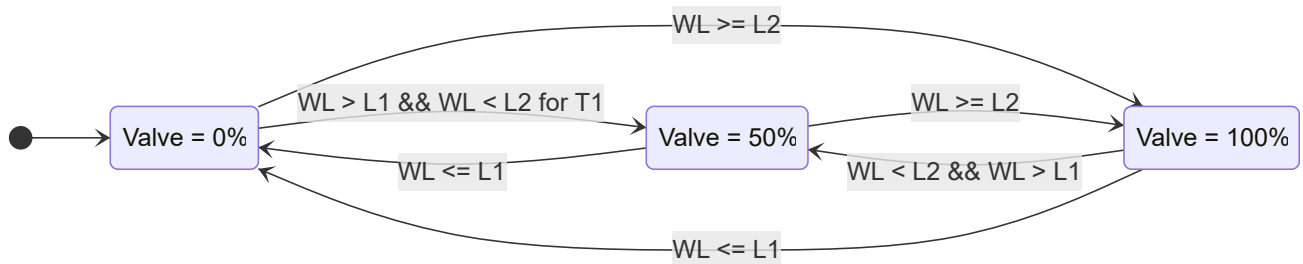 WL >= L2
WL > L1 && WL < L2 for T1
WL >= L2
Valve = 0%
Valve = 50%
Valve = 100%
WL <= L1
WL < L2 && WL > L1
WL <= L1